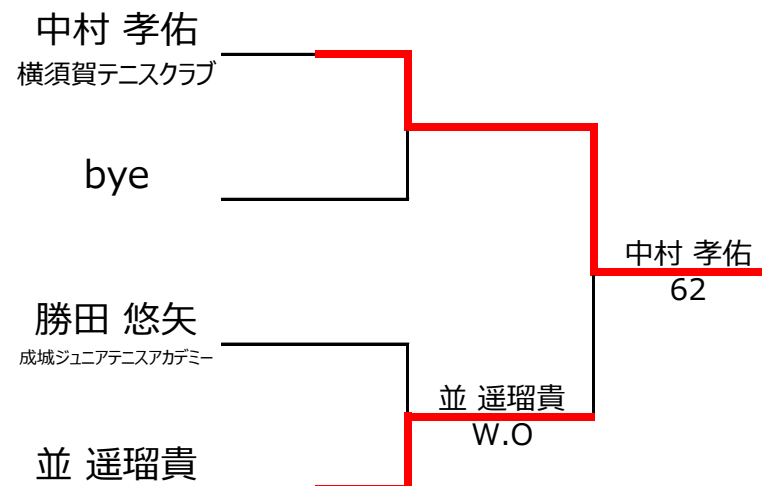 中村 孝佑
横須賀テニスクラブ
bye
中村 孝佑
62
勝田 悠矢
成城ジュニアテニスアカデミー
並 遥瑠貴
W.O
並 遥瑠貴